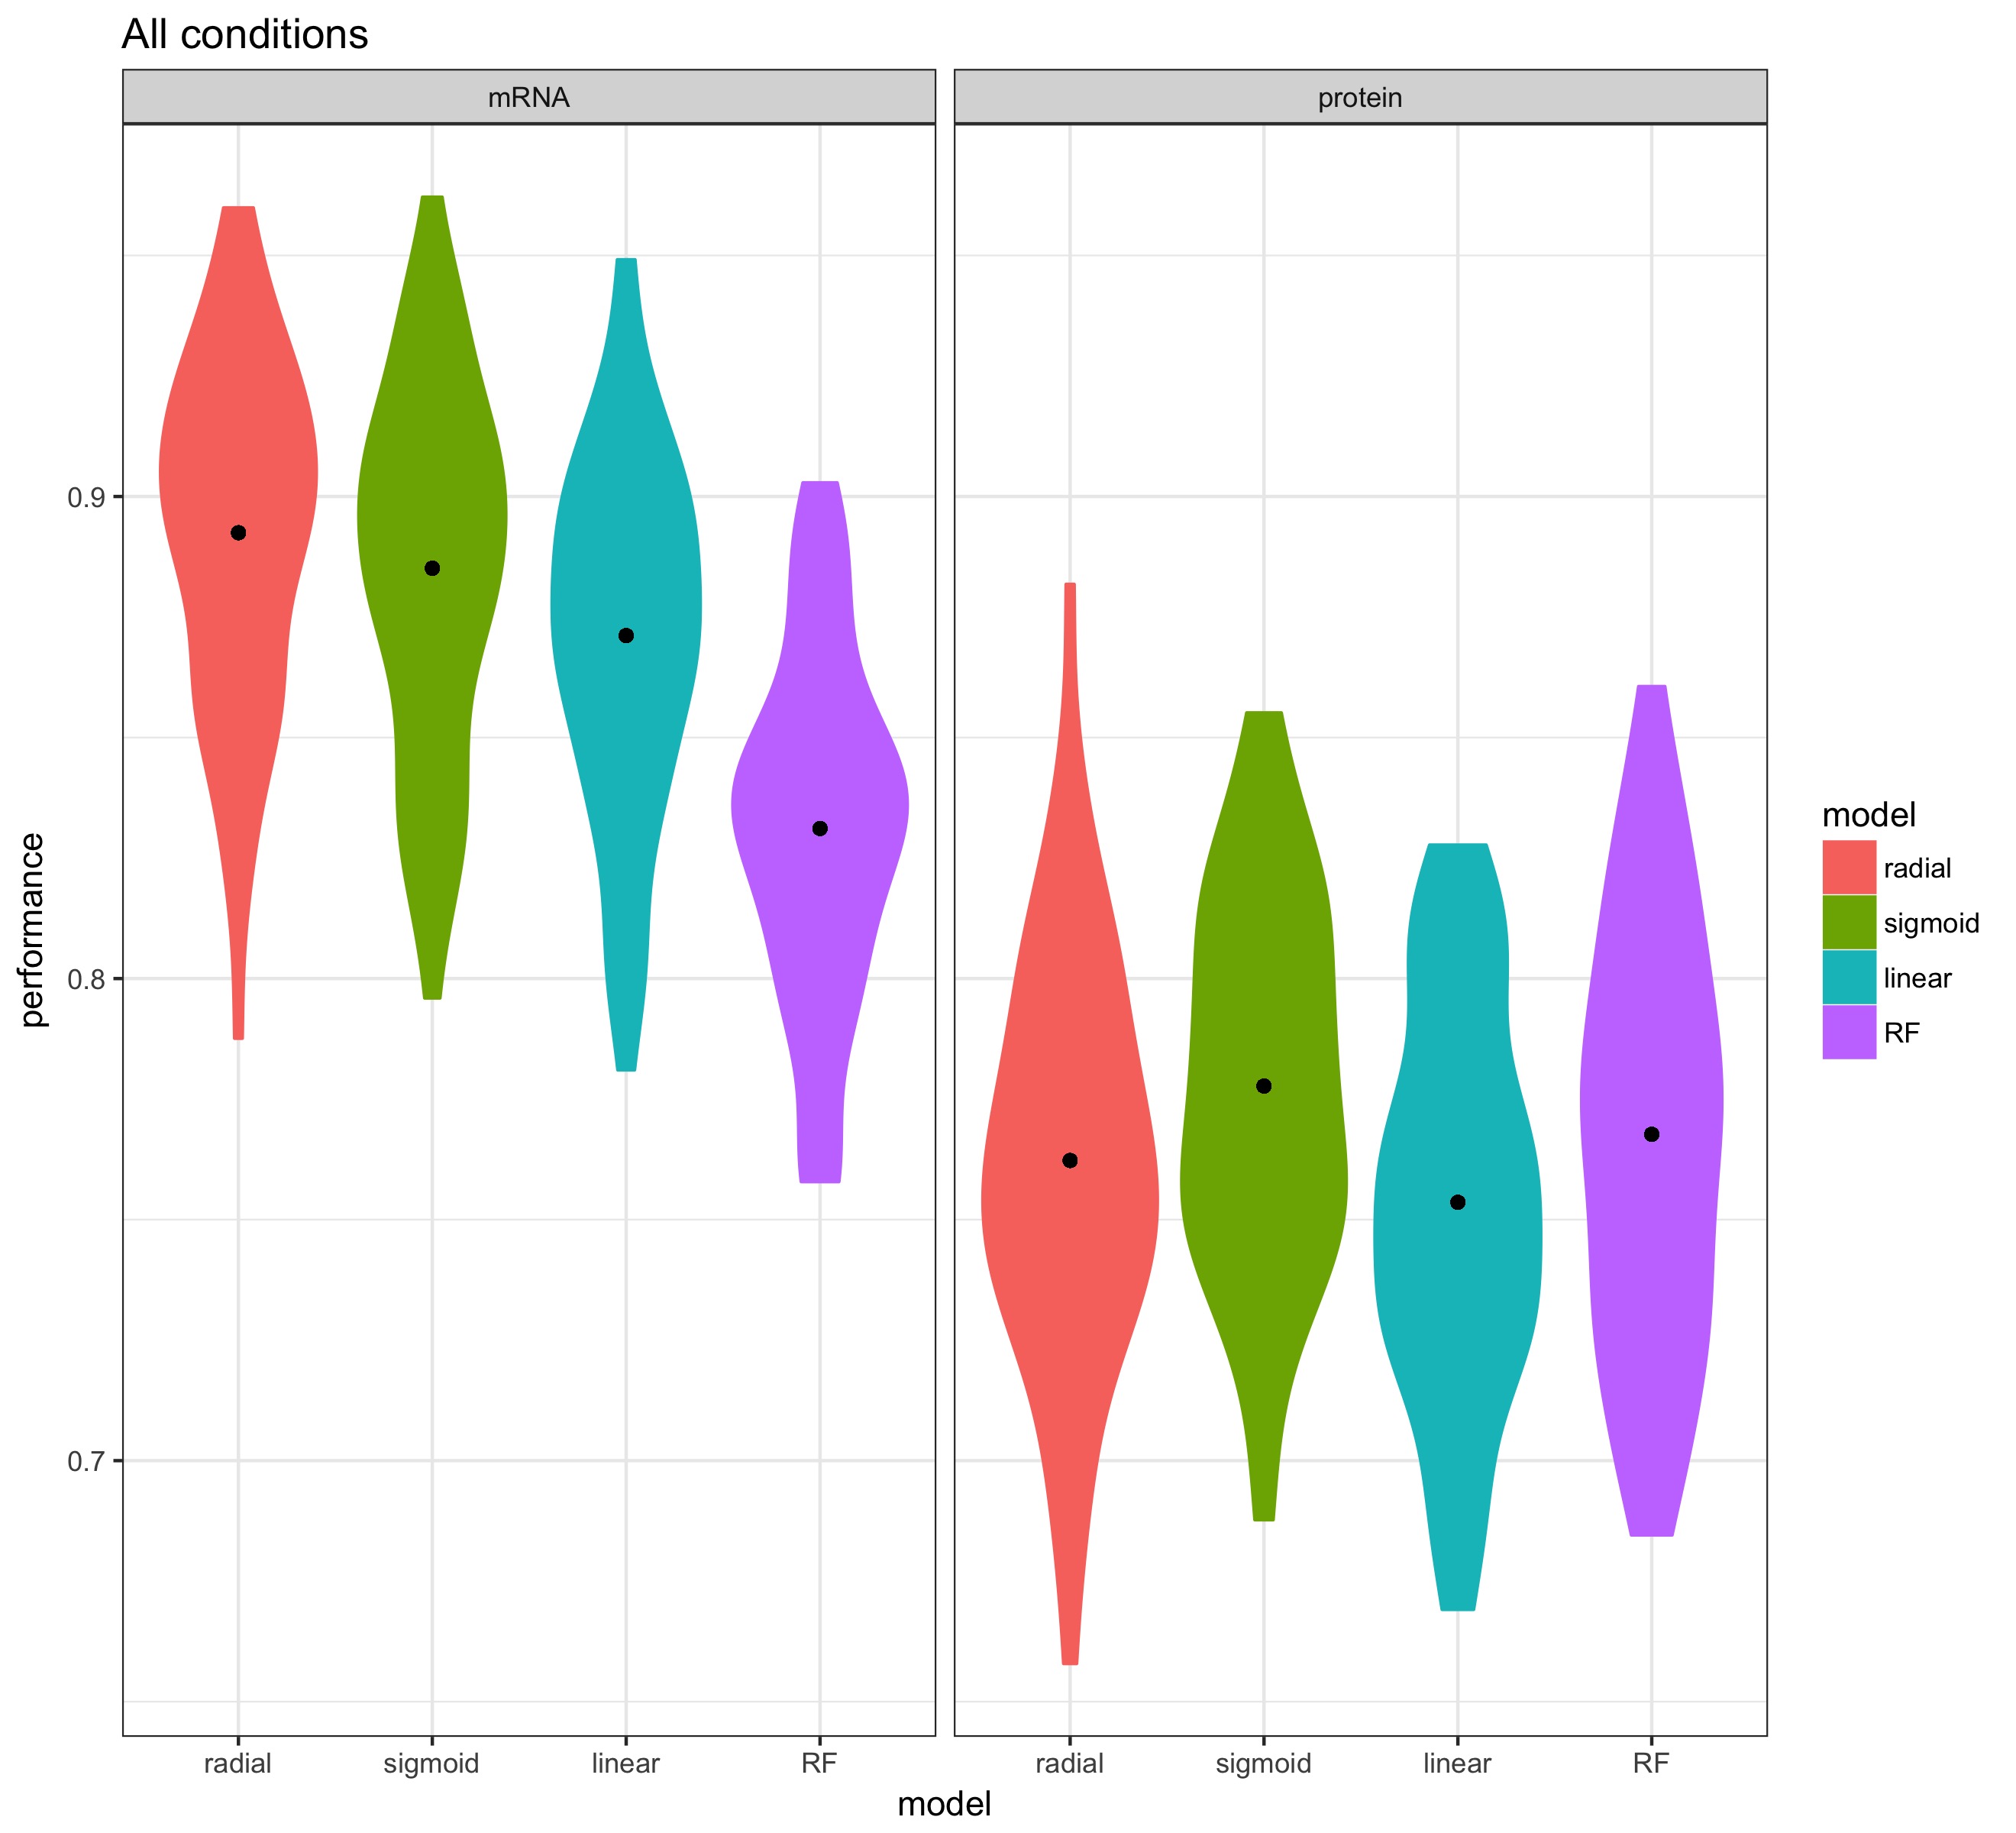 All conditions
mRNA
protein
performance
0.9
0.8
0.7
radial
sigmoid
linear
RF
radial
sigmoid
linear
RF
model
model
radial
sigmoid
linear
RF